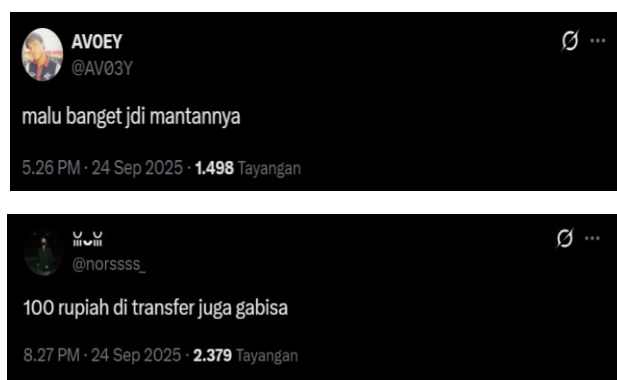 AVOEY
@AV03Y
malu banget jdi mantannya
5.26 PM · 24 Sep 2025 · 1.498 Tayangan
@norssss_
100 rupiah di transfer juga gabisa
8.27 PM · 24 Sep 2025 · 2.379 Tayangan